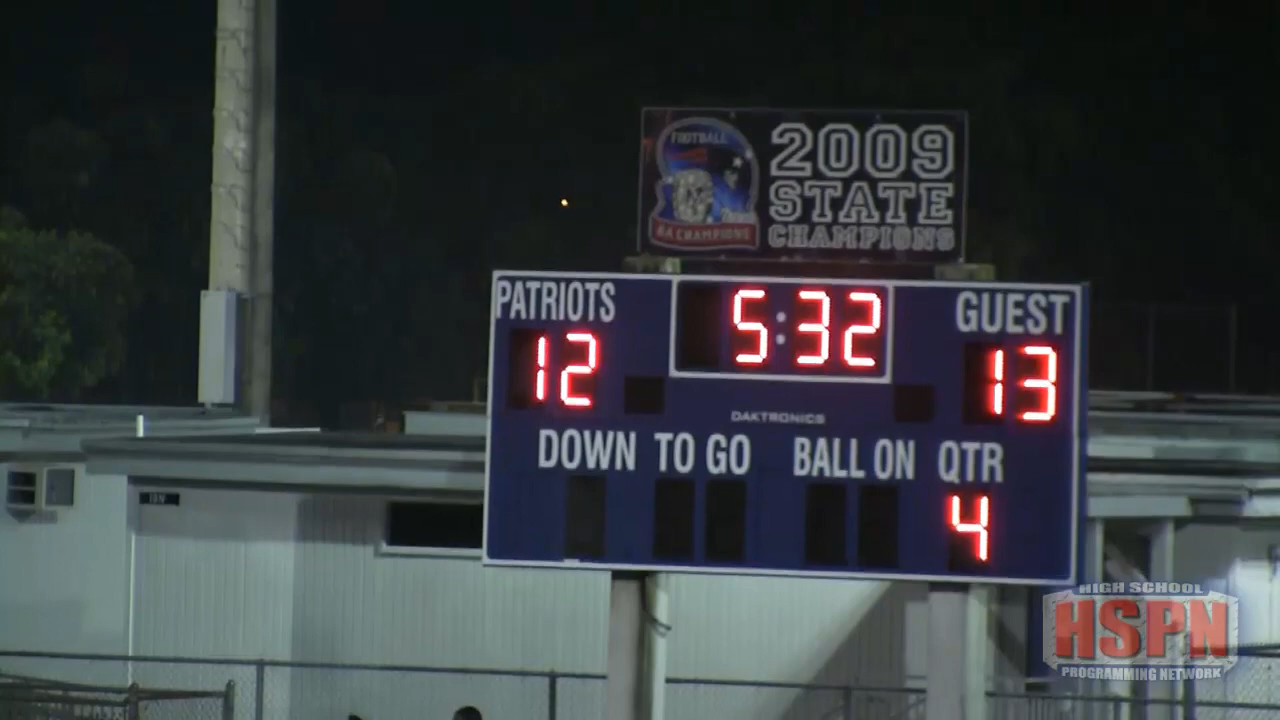 FOOTBALL
4A CHAMPIONS
2009
STATE
CHAMPIONS
PATRIOTS
5:32
GUEST
12
13
DAKTRONICS
DOWN TO GO BALL ON QTR
4
HIGH SCHOOL
HSPN
PROGRAMMING NETWORK